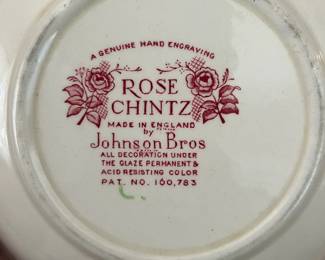 A GENUINE HAND ENGRAVING
ROSE
CHINTZ
MADE IN ENGLAND
by
Johnson Bros
ALL DECORATION UNDER
THE GLAZE PERMANENT &
ACID RESISTING COLOR
PAT. NO. 160,783